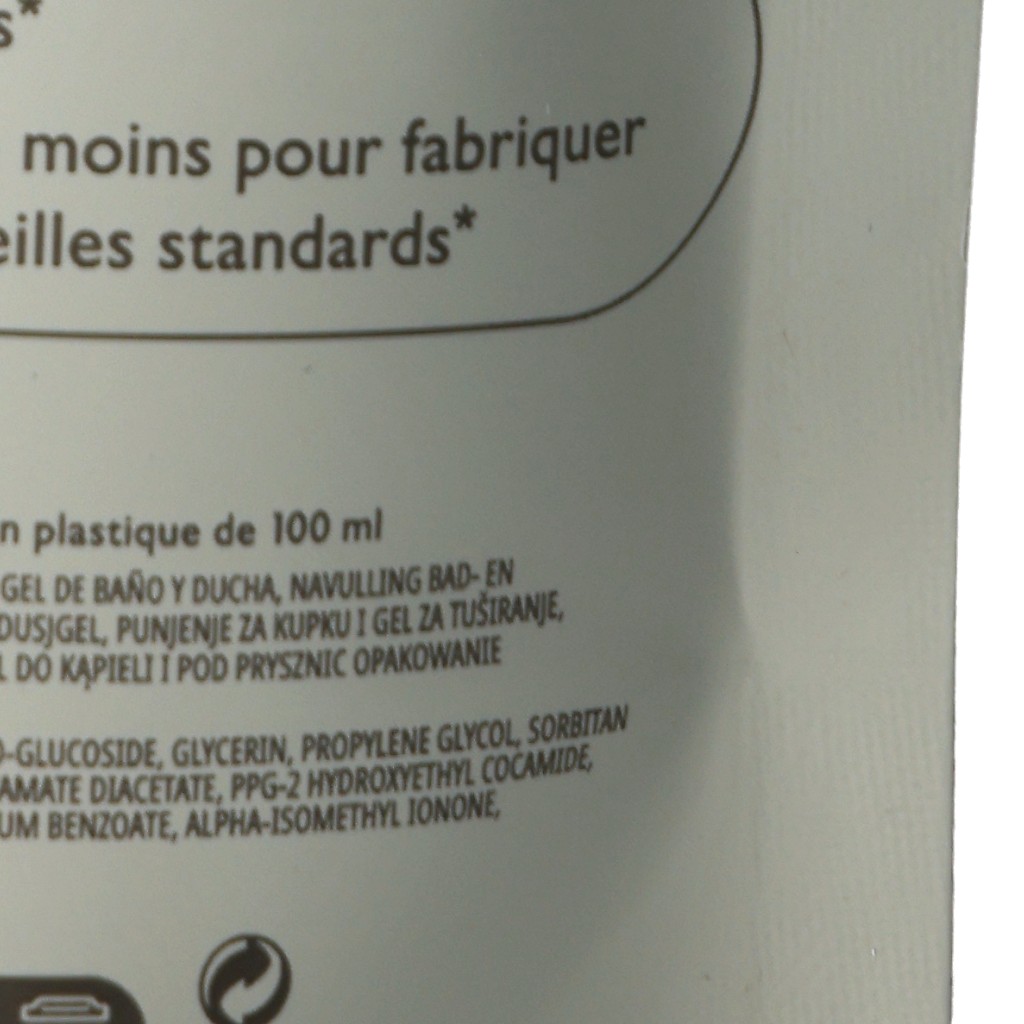 s*
moins pour fabriquer
eilles standards*
n plastique de 100 ml
GEL DE BAÑO Y DUCHA, NAVULLING BAD- EN
DUSJGEL, PUNJENJE ZA KUPKU I GEL ZA TUŠIRANJE,
L DO KĄPIELI I POD PRYSZNIC OPAKOWANIE
O-GLUCOSIDE, GLYCERIN, PROPYLENE GLYCOL, SORBITAN
AMATE DIACETATE, PPG-2 HYDROXYETHYL COCAMIDE,
UM BENZOATE, ALPHA-ISOMETHYL IONONE,